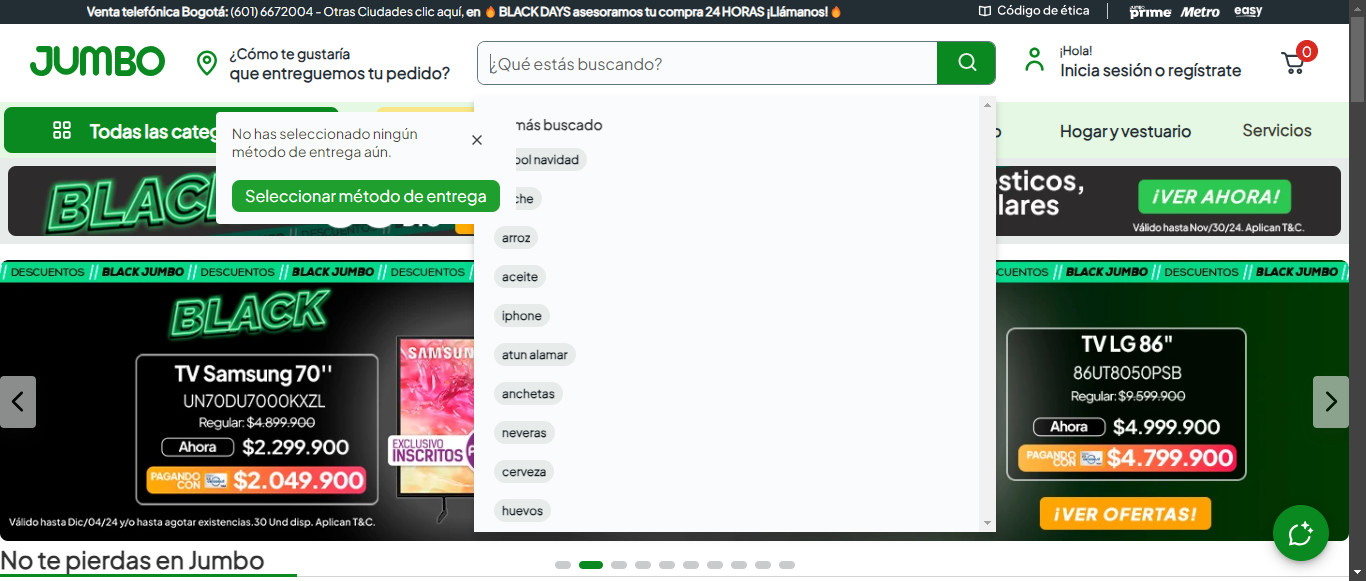 Venta telefónica Bogotá: (601) 6672004 - Otras Ciudades clic aquí, en 🔥 BLACK DAYS asesoramos tu compra 24 HORAS ¡Llámanos!🔥
Código de ética
JUMBO prime
Metro
easy
JUMBO
¿Cómo te gustaría
que entreguemos tu pedido?
¿Qué estás buscando?
¡Hola!
Inicia sesión o regístrate
0
Todas las categ
No has seleccionado ningún
método de entrega aún.
Seleccionar método de entrega
más buscado
ool navidad
che
arroz
aceite
iphone
atun alamar
anchetas
neveras
cerveza
huevos
o
Hogar y vestuario
Servicios
BLACK
DESCUENTOS
sticos,
lares
¡VER AHORA!
Válido hasta Nov/30/24. Aplican T&C.
DESCUENTOS // BLACK JUMBO // DESCUENTOS // BLACK JUMBO // DESCUENTOS //
CUENTOS // BLACK JUMBO // DESCUENTOS // BLACK JUMBO //
BLACK
TV Samsung 70''
UN70DU7000KXZL
Regular: $4.899.900
Ahora $2.299.900
PAGANDO
CON $2.049.900
SAMSUN
EXCLUSIVO
INSCRITOS
Válido hasta Dic/04/24 y/o hasta agotar existencias.30 Und disp. Aplican T&C.
TV LG 86"
86UT8050PSB
Regular: $9.599.900
Ahora $4.999.900
PAGANDO
CON $4.799.900
¡VER OFERTAS!
No te pierdas en Jumbo